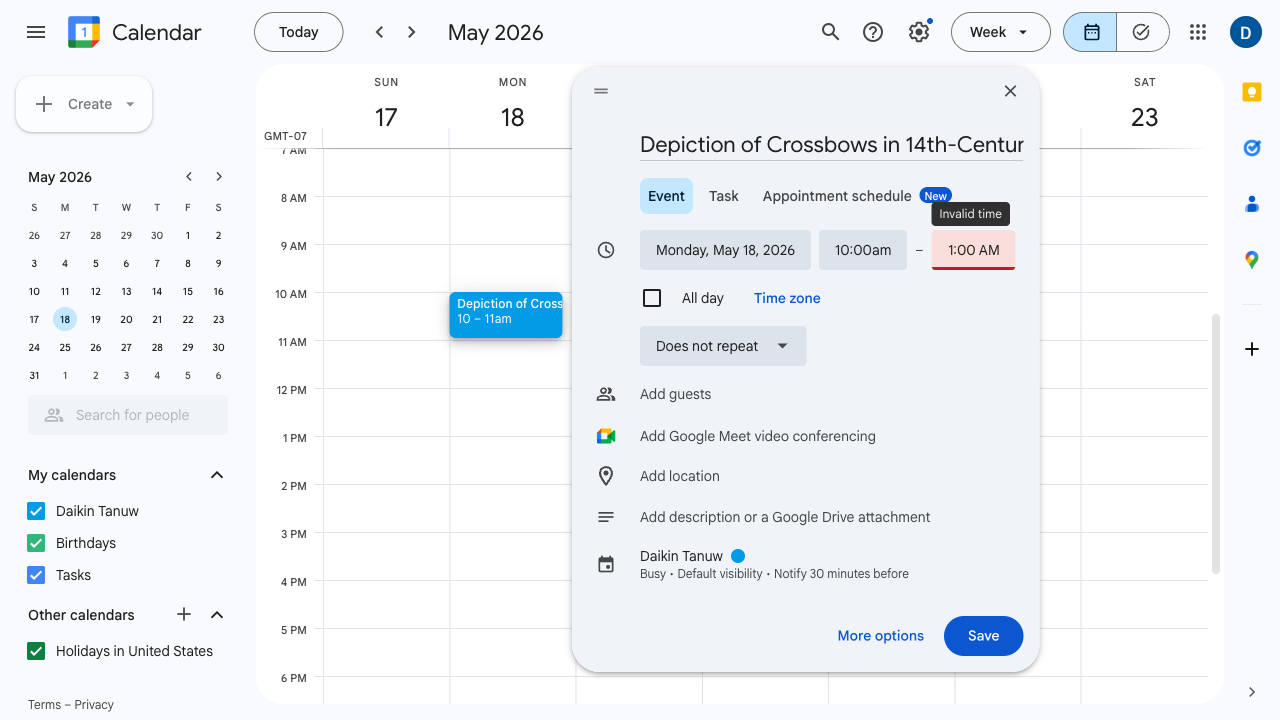 Calendar
Today
May 2026
Week
D
Create
May 2026
S M T W T F S
26 27 28 29 30 1 2
3 4 5 6 7 8 9
10 11 12 13 14 15 16
17 18 19 20 21 22 23
24 25 26 27 28 29 30
31 1 2 3 4 5 6
Search for people
My calendars
Daikin Tanuw
Birthdays
Tasks
Other calendars
Holidays in United States
Terms – Privacy
SUN
17
MON
18
SAT
23
GMT-07
7 AM
8 AM
9 AM
10 AM
11 AM
12 PM
1 PM
2 PM
3 PM
4 PM
5 PM
6 PM
Depiction of Cross
10 – 11am
Depiction of Crossbows in 14th-Centur
Event
Task
Appointment schedule
New
Invalid time
Monday, May 18, 2026
10:00am
–
1:00 AM
All day
Time zone
Does not repeat
Add guests
Add Google Meet video conferencing
Add location
Add description or a Google Drive attachment
Daikin Tanuw
Busy • Default visibility • Notify 30 minutes before
More options
Save